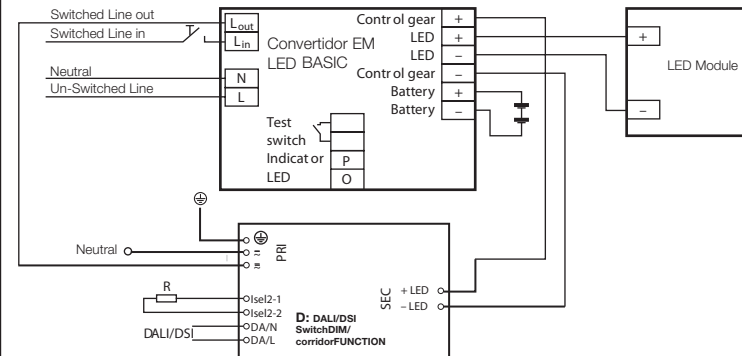 Switched Line out
Switched Line in
Neutral
Un-Switched Line
Lout
Lin
N
L
Convertidor EM
LED BASIC
Control gear +
LED +
LED –
Control gear –
Battery +
Battery –
Test
switch
Indicator P
LED O
+
LED Module
–
Neutral
PRI
R
Isel2-1
Isel2-2
DALI/DSI
DA/N
DA/L
D: DALI/DSI
SwitchDIM/
corridorFUNCTION
SEC
+ LED
– LED